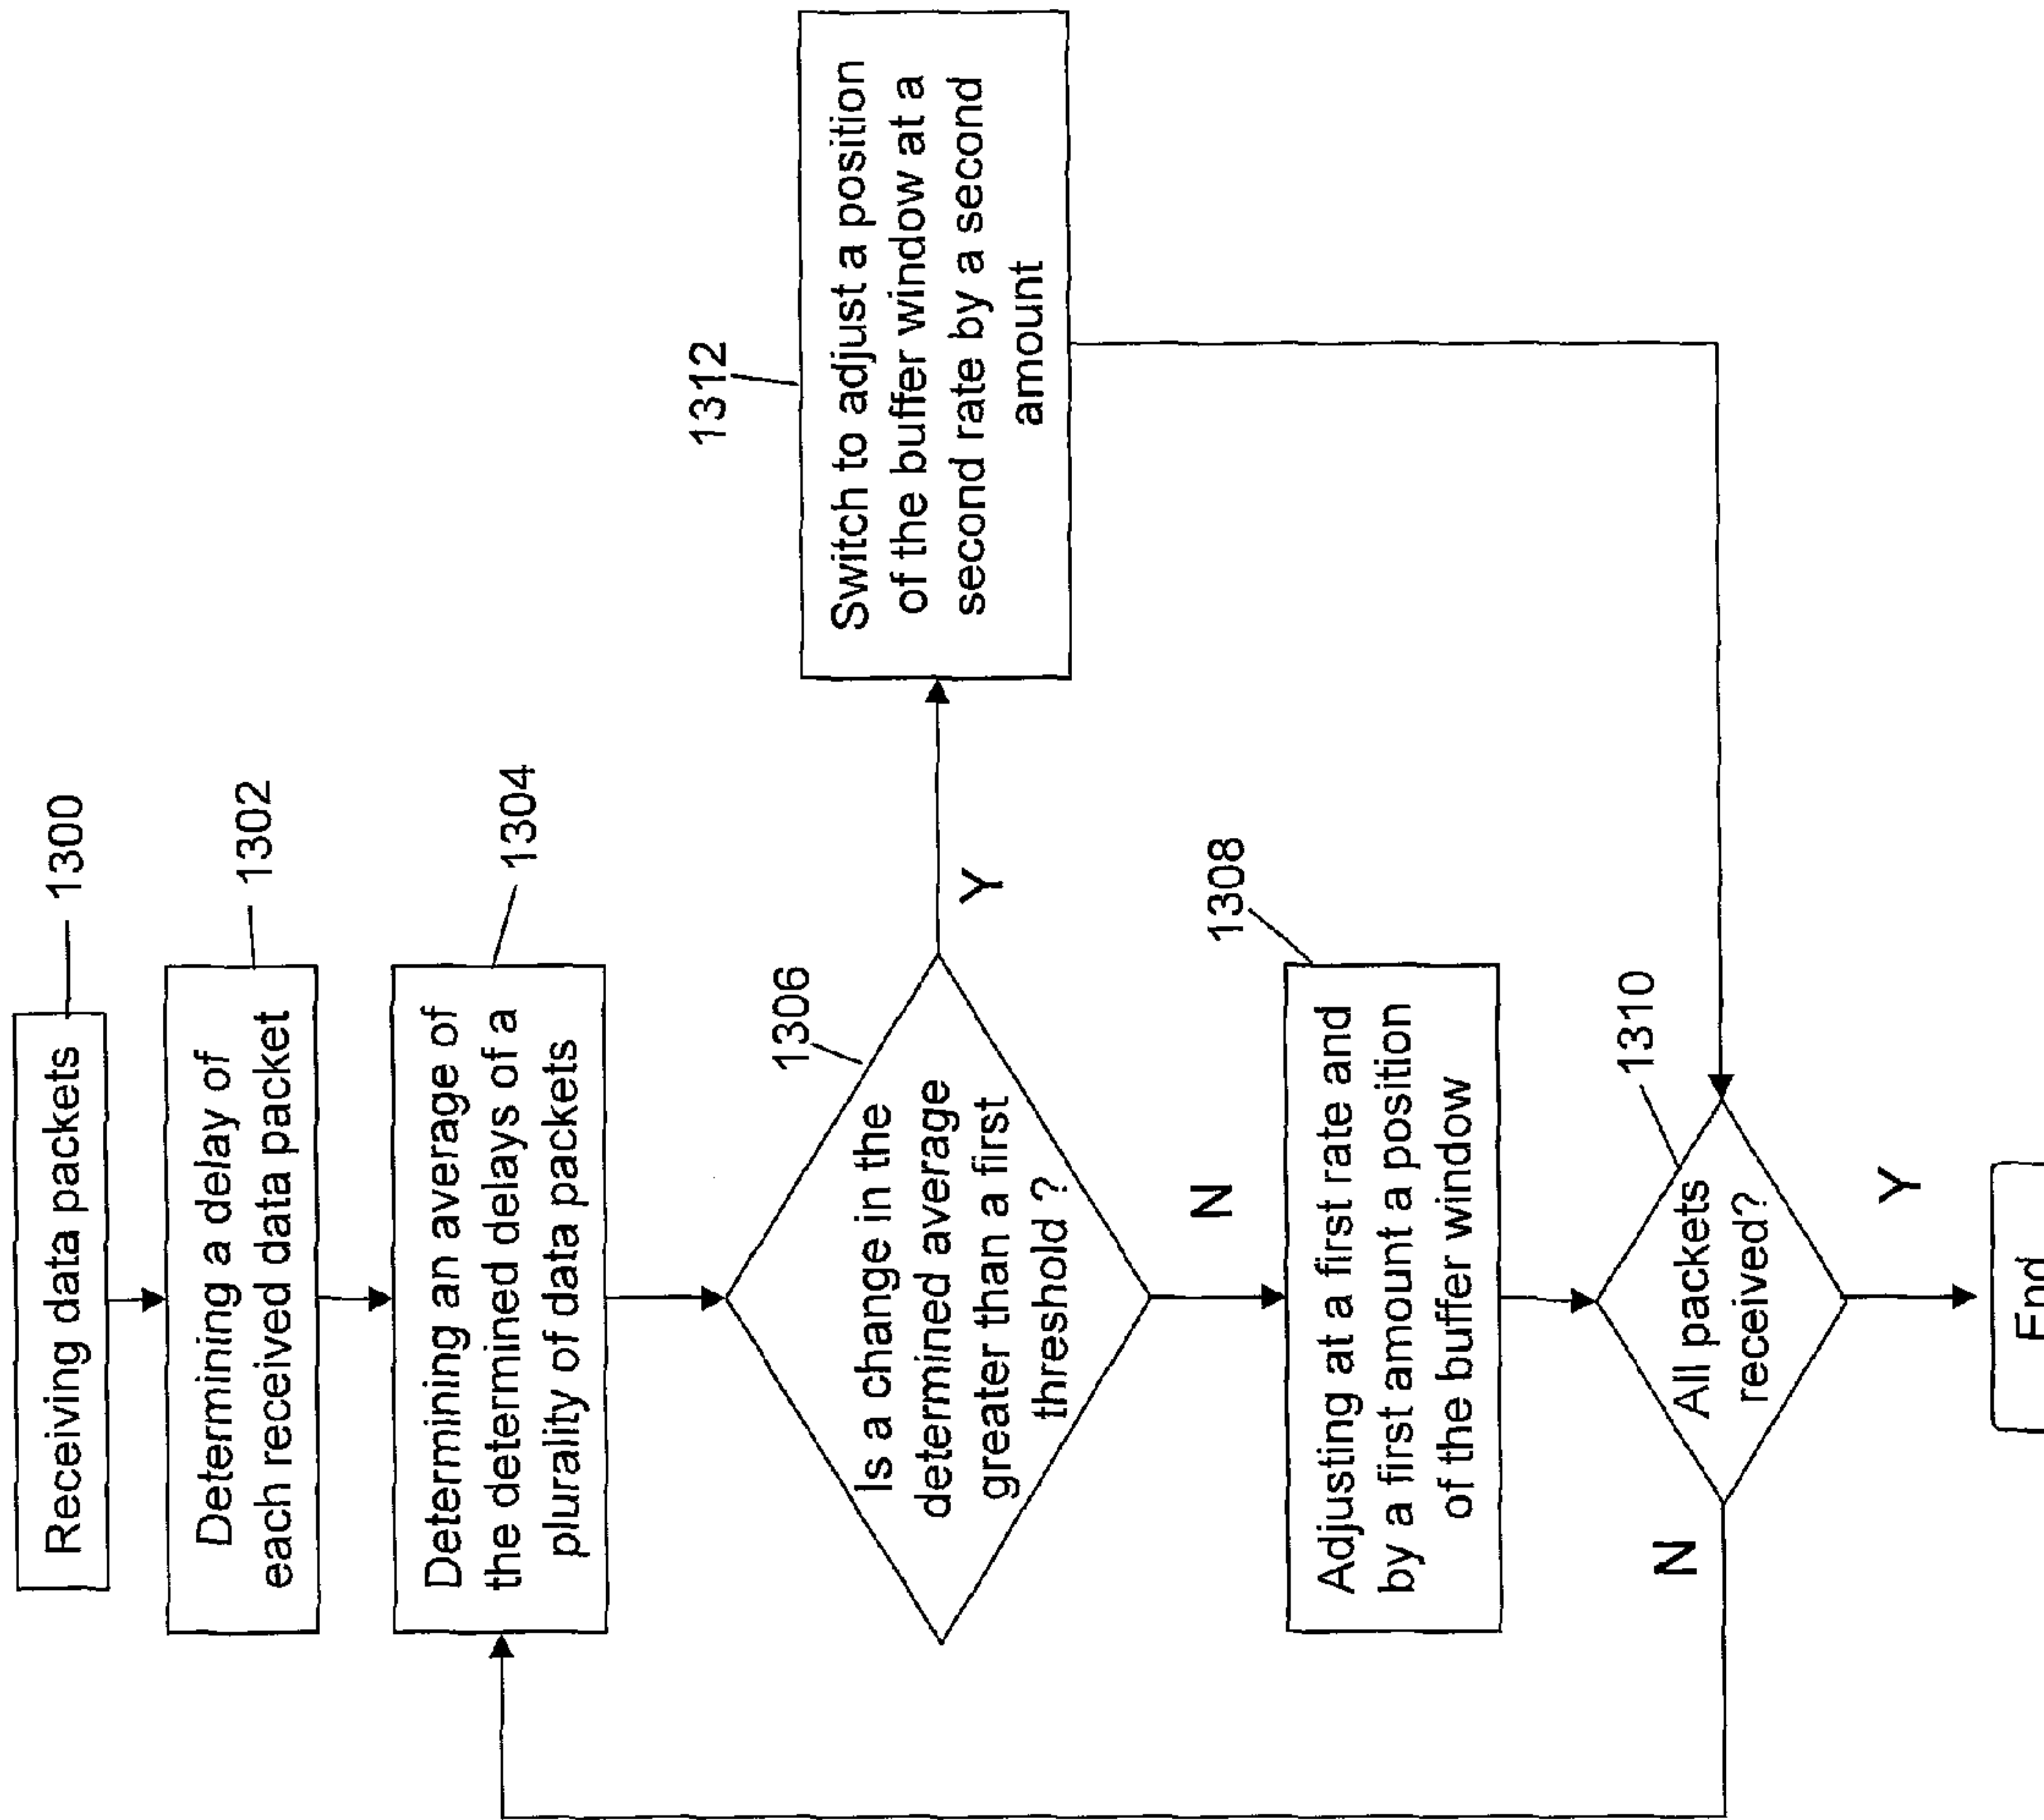 Receiving data packets
1300
Determining a delay of
each received data packet
1302
Determining an average of
the determined delays of a
plurality of data packets
1304
Is a change in the
determined average
greater than a first
threshold ?
1306
Y
Switch to adjust a position
of the buffer window at a
second rate by a second
amount
1312
N
Adjusting at a first rate and
by a first amount a position
of the buffer window
1308
All packets
received?
1310
N
Y
End